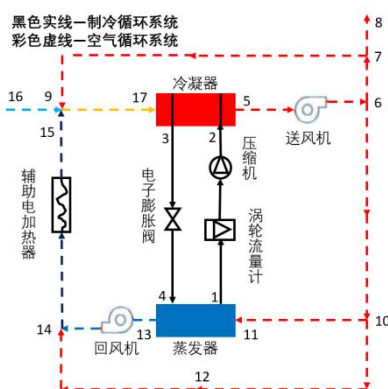 黑色实线一制冷循环系统
彩色虚线一空气循环系统
8
7
冷凝器
16
9
17
5
6
15
3
2
送风机
辅助电加热器
电子膨胀阀
压缩机
涡轮流量计
4
1
14
13
11
10
回风机
蒸发器
12